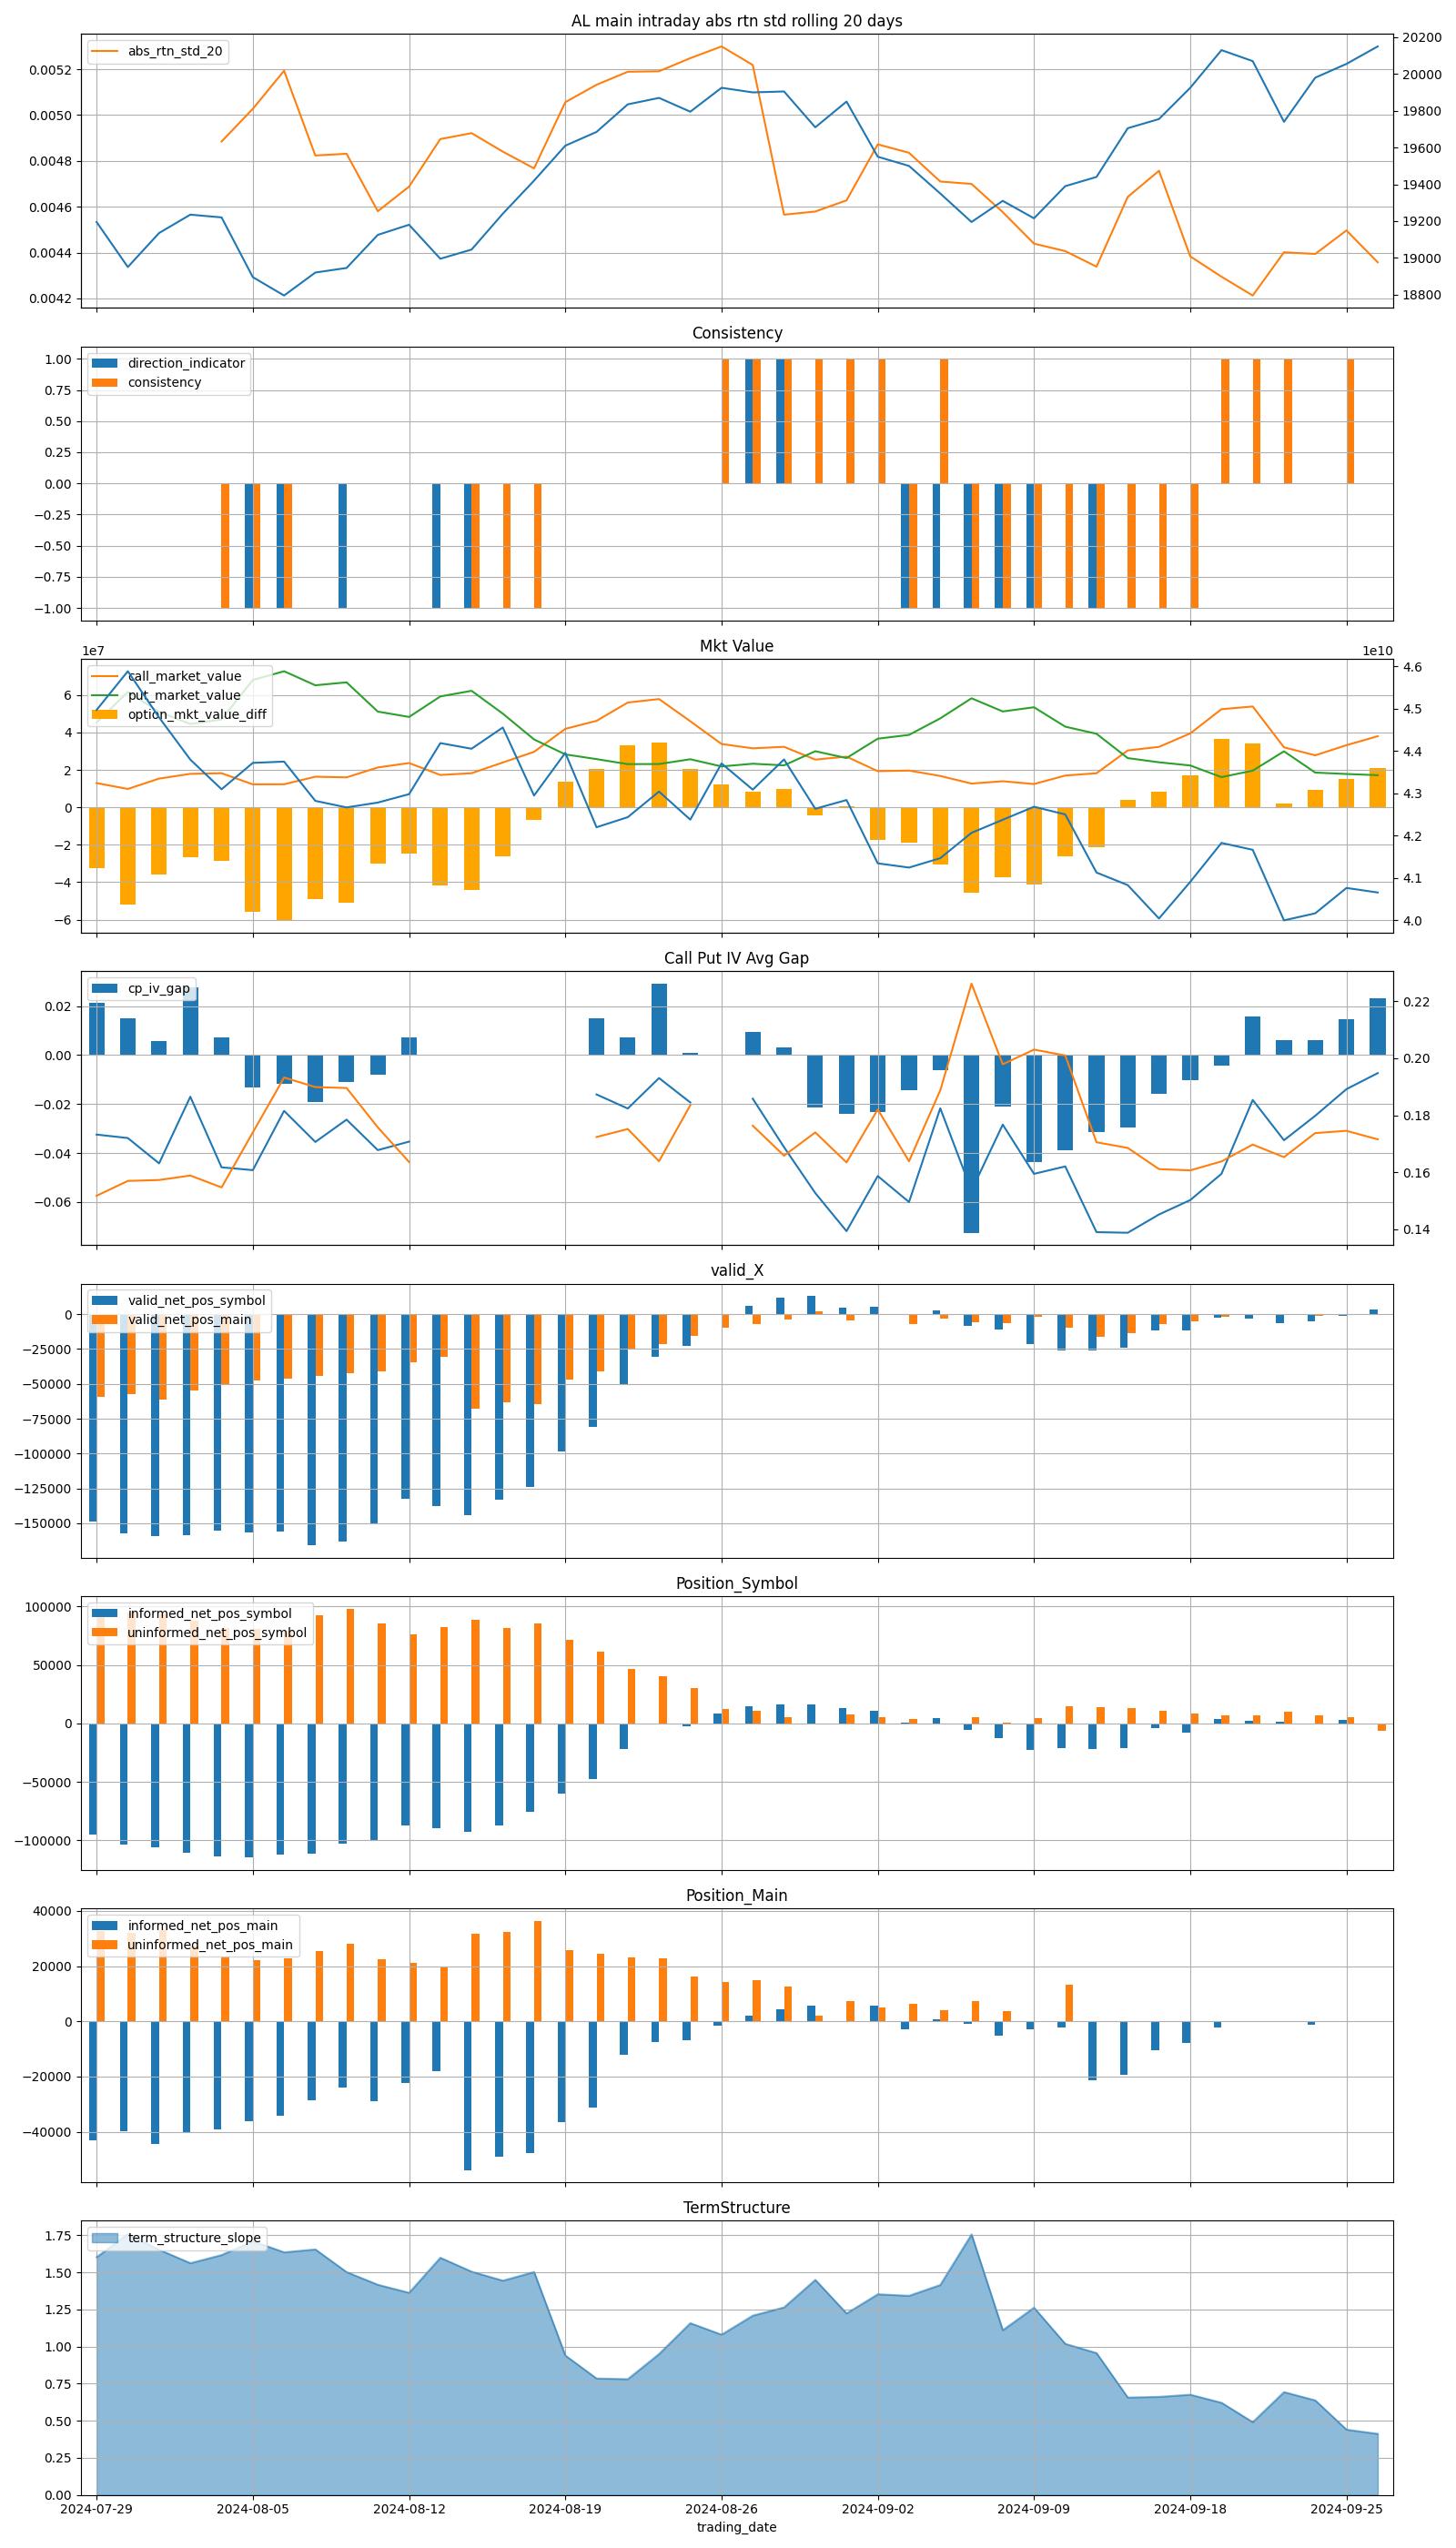 AL main intraday abs rtn std rolling 20 days
abs_rtn_std_20
0.0052
0.0050
0.0048
0.0046
0.0044
0.0042
20200
20000
19800
19600
19400
19200
19000
18800
Consistency
direction_indicator
consistency
1.00
0.75
0.50
0.25
0.00
−0.25
−0.50
−0.75
−1.00
Mkt Value
1e7
1e10
call_market_value
put_market_value
option_mkt_value_diff
6
4
2
0
−2
−4
−6
4.6
4.5
4.4
4.3
4.2
4.1
4.0
Call Put IV Avg Gap
cp_iv_gap
0.02
0.00
−0.02
−0.04
−0.06
0.22
0.20
0.18
0.16
0.14
valid_X
valid_net_pos_symbol
valid_net_pos_main
0
−25000
−50000
−75000
−100000
−125000
−150000
Position_Symbol
informed_net_pos_symbol
uninformed_net_pos_symbol
100000
50000
0
−50000
−100000
Position_Main
informed_net_pos_main
uninformed_net_pos_main
40000
20000
0
−20000
−40000
TermStructure
term_structure_slope
1.75
1.50
1.25
1.00
0.75
0.50
0.25
0.00
2024-07-29 2024-08-05 2024-08-12 2024-08-19 2024-08-26 2024-09-02 2024-09-09 2024-09-18 2024-09-25
trading_date